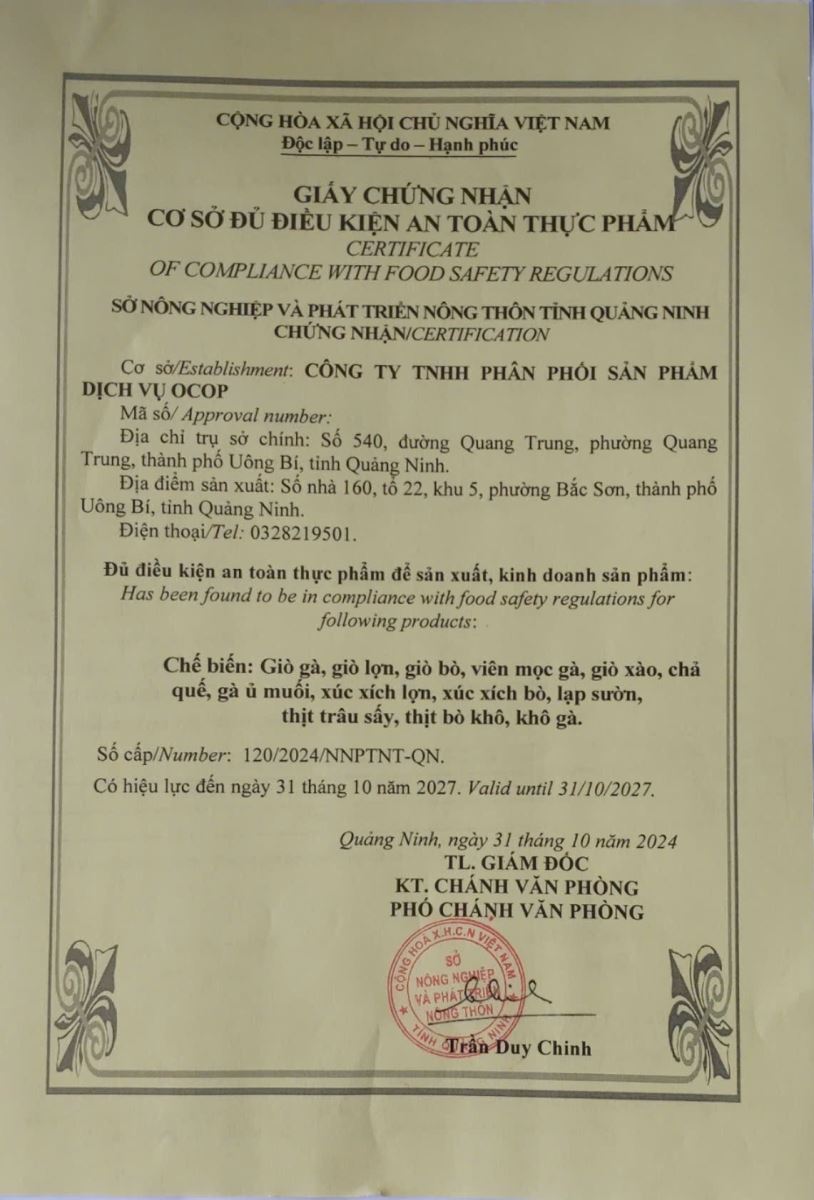 CỘNG HÒA XÃ HỘI CHỦ NGHĨA VIỆT NAM
Độc lập – Tự do – Hạnh phúc
GIẤY CHỨNG NHẬN
CƠ SỞ ĐỦ ĐIỀU KIỆN AN TOÀN THỰC PHẨM
CERTIFICATE
OF COMPLIANCE WITH FOOD SAFETY REGULATIONS
SỞ NÔNG NGHIỆP VÀ PHÁT TRIỂN NÔNG THÔN TỈNH QUẢNG NINH
CHỨNG NHẬN/CERTIFICATION
Cơ sở/Establishment: CÔNG TY TNHH PHÂN PHỐI SẢN PHẨM
DỊCH VỤ OCOP
Mã số/ Approval number:
Địa chỉ trụ sở chính: Số 540, đường Quang Trung, phường Quang
Trung, thành phố Uông Bí, tỉnh Quảng Ninh.
Địa điểm sản xuất: Số nhà 160, tổ 22, khu 5, phường Bắc Sơn, thành phố
Uông Bí, tỉnh Quảng Ninh.
Điện thoại/Tel: 0328219501.
Đủ điều kiện an toàn thực phẩm để sản xuất, kinh doanh sản phẩm:
Has been found to be in compliance with food safety regulations for
following products:
Chế biến: Giò gà, giò lợn, giò bò, viên mọc gà, giò xào, chả
quế, gà ủ muối, xúc xích lợn, xúc xích bò, lạp sườn,
thịt trâu sấy, thịt bò khô, khô gà.
Số cấp/Number: 120/2024/NNPTNT-QN.
Có hiệu lực đến ngày 31 tháng 10 năm 2027. Valid until 31/10/2027.
Quảng Ninh, ngày 31 tháng 10 năm 2024
TL. GIÁM ĐỐC
KT. CHÁNH VĂN PHÒNG
PHÓ CHÁNH VĂN PHÒNG
CỘNG HOÀ X.H.C.N VIỆT NAM
SỞ
NÔNG NGHIỆP
VÀ PHÁT TRIỂN
NÔNG THÔN
TỈNH QUẢNG NINH
Trần Duy Chinh